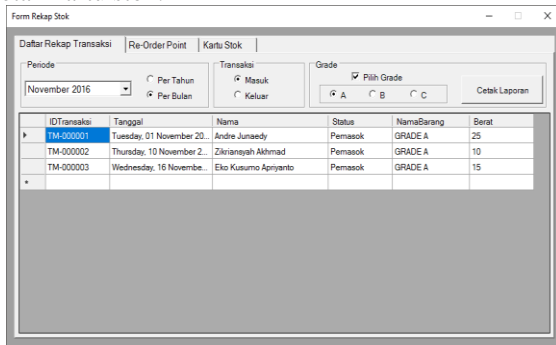 Form Rekap Stok
Daftar Rekap Transaksi Re-Order Point Kartu Stok
Periode Transaksi Grade
November 2016 Per Tahun Masuk Pilih Grade
Per Bulan Keluar A B C Cetak Laporan
IDTransaksi Tanggal Nama Status NamaBarang Berat
TM-000001 Tuesday, 01 November 20... Andre Junaedy Pemasok GRADE A 25
TM-000002 Thursday, 10 November 2... Zikriansyah Akhmad Pemasok GRADE A 10
TM-000003 Wednesday, 16 Novembe... Eko Kusumo Apriyanto Pemasok GRADE A 15